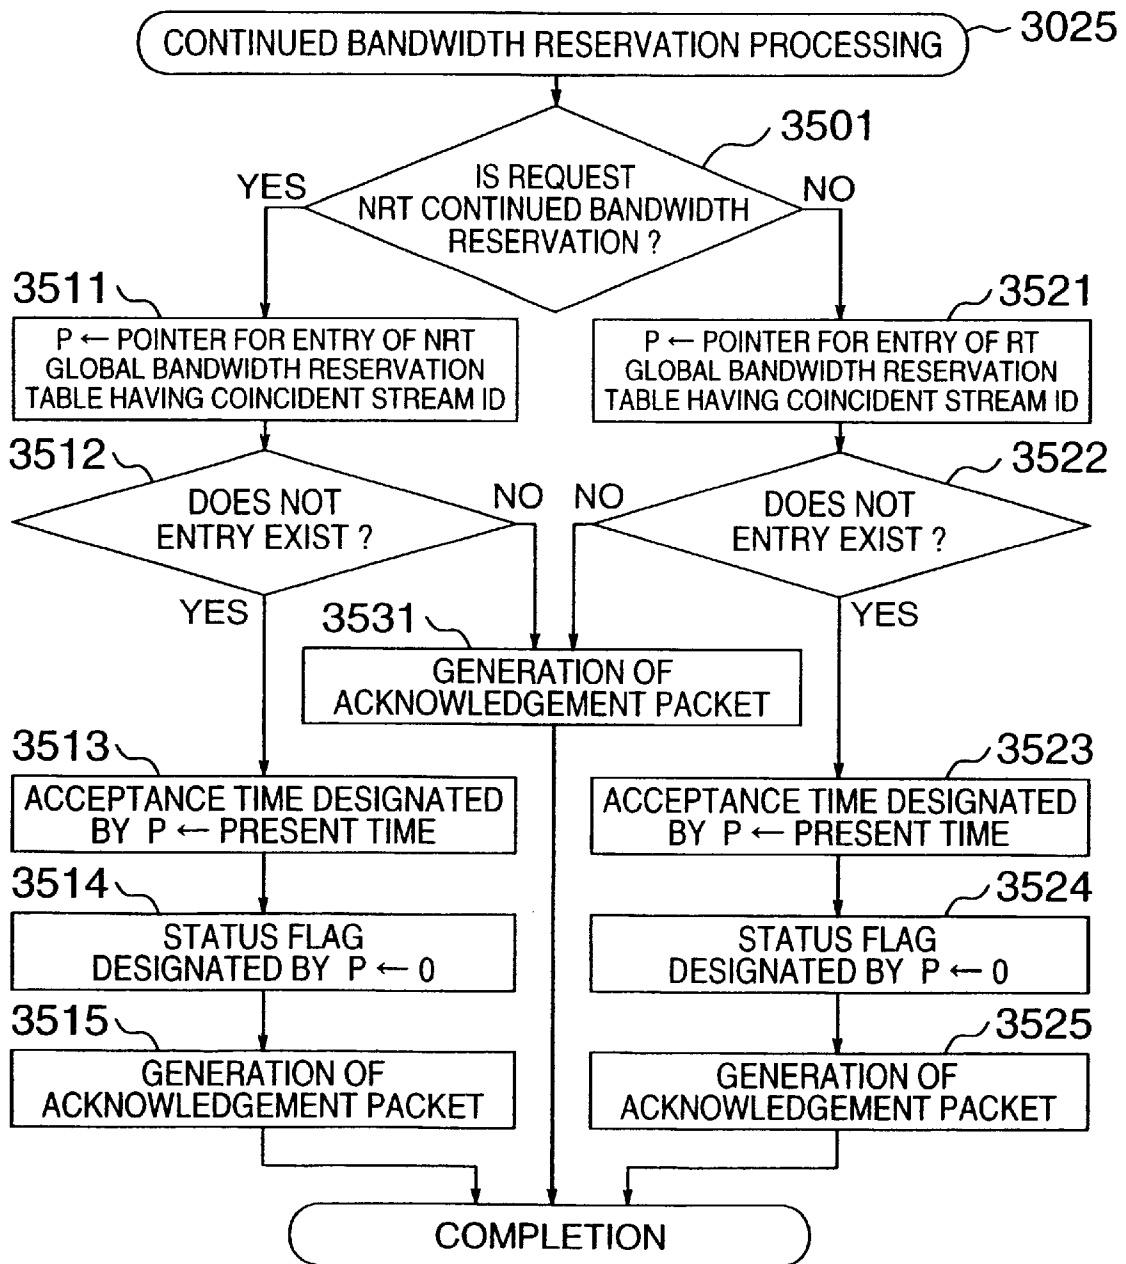 CONTINUED BANDWIDTH RESERVATION PROCESSING
3025
3501
IS REQUEST
NRT CONTINUED BANDWIDTH
RESERVATION ?
YES
NO
3511
P ← POINTER FOR ENTRY OF NRT
GLOBAL BANDWIDTH RESERVATION
TABLE HAVING COINCIDENT STREAM ID
3521
P ← POINTER FOR ENTRY OF RT
GLOBAL BANDWIDTH RESERVATION
TABLE HAVING COINCIDENT STREAM ID
3512
DOES NOT
ENTRY EXIST ?
NO
YES
3522
DOES NOT
ENTRY EXIST ?
NO
YES
3531
GENERATION OF
ACKNOWLEDGEMENT PACKET
3513
ACCEPTANCE TIME DESIGNATED
BY P ← PRESENT TIME
3523
ACCEPTANCE TIME DESIGNATED
BY P ← PRESENT TIME
3514
STATUS FLAG
DESIGNATED BY P ← 0
3524
STATUS FLAG
DESIGNATED BY P ← 0
3515
GENERATION OF
ACKNOWLEDGEMENT PACKET
3525
GENERATION OF
ACKNOWLEDGEMENT PACKET
COMPLETION